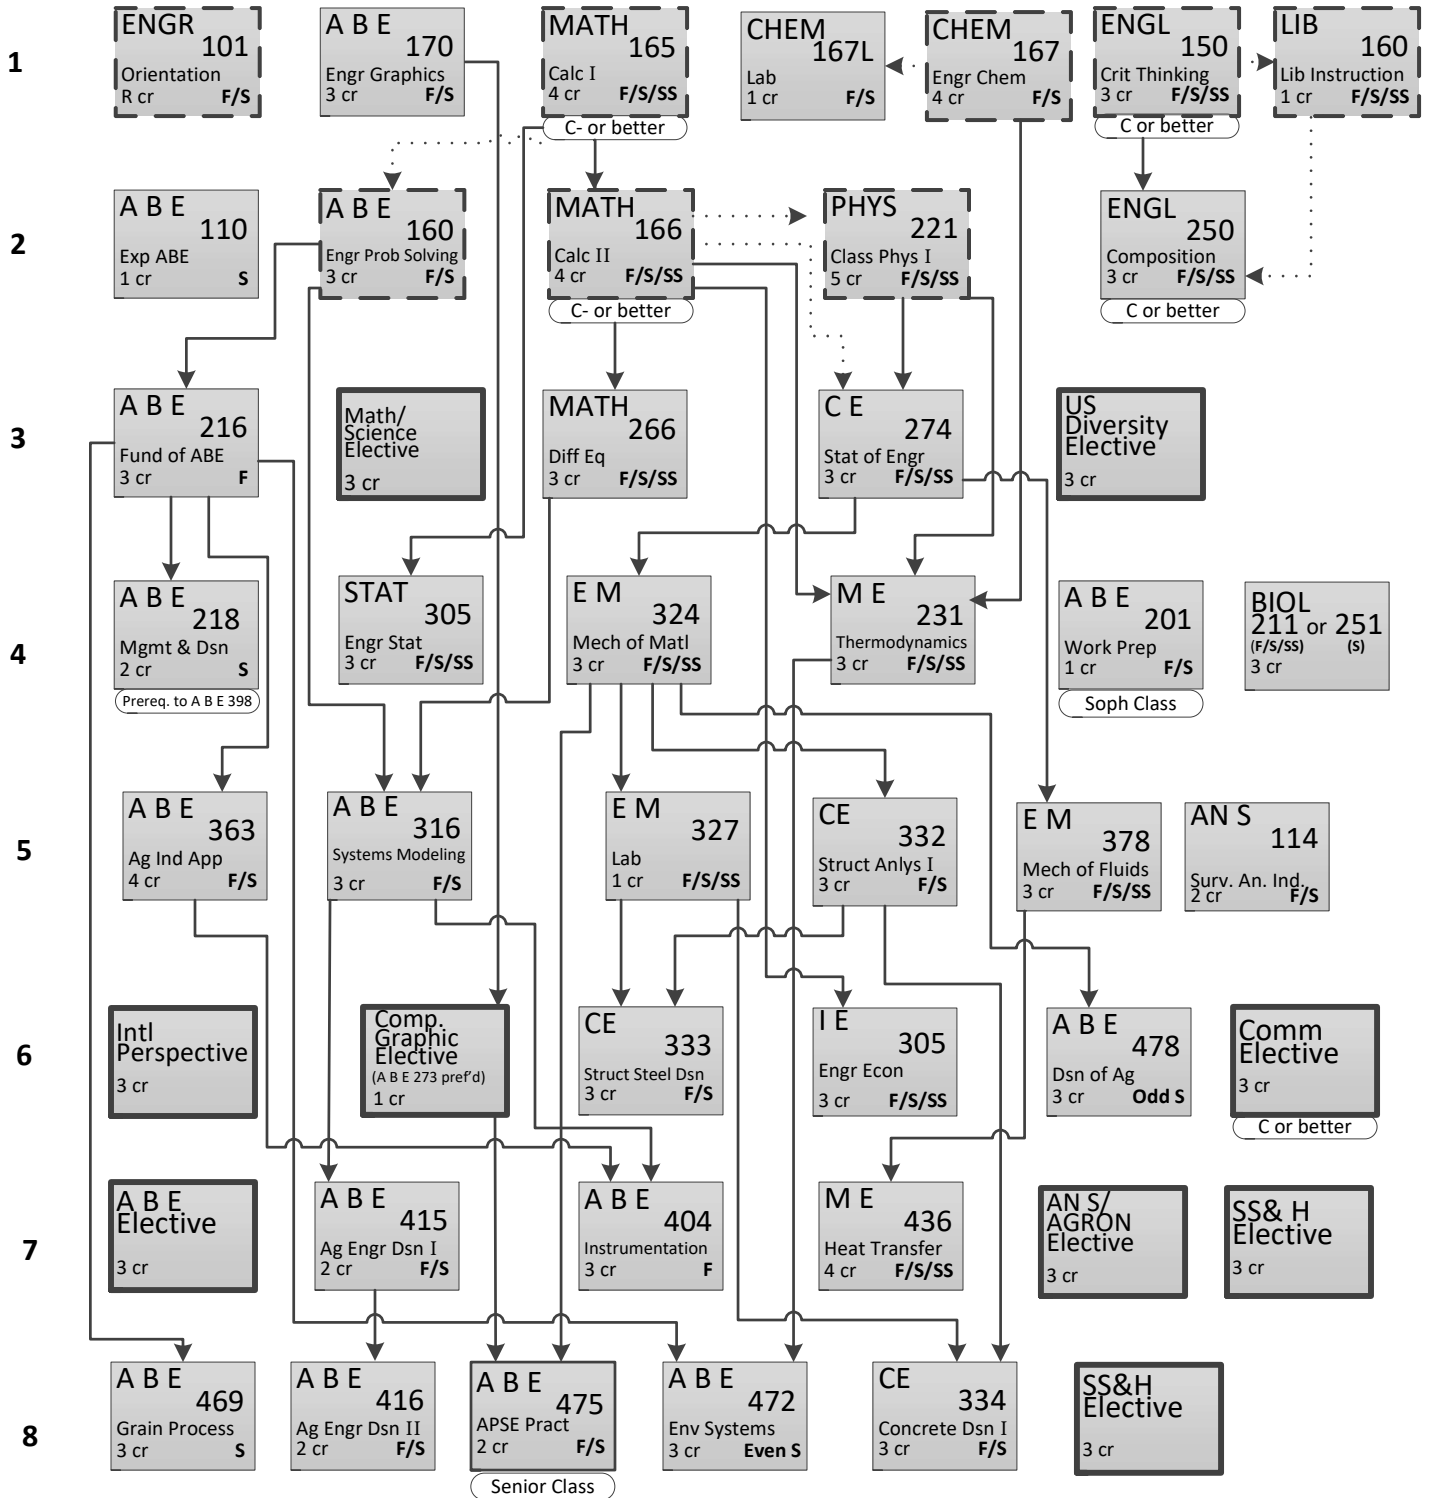 1
ENGR
101
Orientation
R cr F/S
A B E
170
Engr Graphics
3 cr F/S
MATH
165
Calc I
4 cr F/S/SS
C- or better
CHEM
167L
Lab
1 cr F/S
CHEM
167
Engr Chem
4 cr F/S
ENGL
150
Crit Thinking
3 cr F/S/SS
C or better
LIB
160
Lib Instruction
1 cr F/S/SS
2
A B E
110
Exp ABE
1 cr S
A B E
160
Engr Prob Solving
3 cr F/S
MATH
166
Calc II
4 cr F/S/SS
C- or better
PHYS
221
Class Phys I
5 cr F/S/SS
ENGL
250
Composition
3 cr F/S/SS
C or better
3
A B E
216
Fund of ABE
3 cr F
Math/
Science
Elective
3 cr
MATH
266
Diff Eq
3 cr F/S/SS
C E
274
Stat of Engr
3 cr F/S/SS
US
Diversity
Elective
3 cr
4
A B E
218
Mgmt & Dsn
2 cr S
Prereq. to A B E 398
STAT
305
Engr Stat
3 cr F/S/SS
E M
324
Mech of Matl
3 cr F/S/SS
M E
231
Thermodynamics
3 cr F/S/SS
A B E
201
Work Prep
1 cr F/S
Soph Class
BIOL
211 or 251
(F/S/SS) (S)
3 cr
5
A B E
363
Ag Ind App
4 cr F/S
A B E
316
Systems Modeling
3 cr F/S
E M
327
Lab
1 cr F/S/SS
CE
332
Struct Anlys I
3 cr F/S
E M
378
Mech of Fluids
3 cr F/S/SS
AN S
114
Surv. An. Ind.
2 cr F/S
6
Intl
Perspective
3 cr
Comp.
Graphic
Elective
(A B E 273 pref'd)
1 cr
CE
333
Struct Steel Dsn
3 cr F/S
I E
305
Engr Econ
3 cr F/S/SS
A B E
478
Dsn of Ag
3 cr Odd S
Comm
Elective
3 cr
C or better
7
A B E
Elective
3 cr
A B E
415
Ag Engr Dsn I
2 cr F/S
A B E
404
Instrumentation
3 cr F
M E
436
Heat Transfer
4 cr F/S/SS
AN S/
AGRON
Elective
3 cr
SS& H
Elective
3 cr
8
A B E
469
Grain Process
3 cr S
A B E
416
Ag Engr Dsn II
2 cr F/S
A B E
475
APSE Pract
2 cr F/S
Senior Class
A B E
472
Env Systems
3 cr Even S
CE
334
Concrete Dsn I
3 cr F/S
SS&H
Elective
3 cr